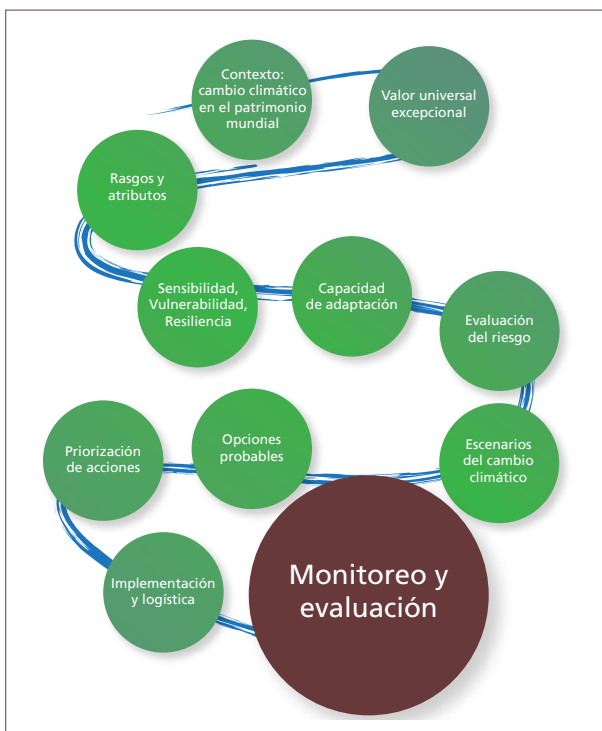 Contexto:
cambio climático
en el patrimonio
mundial
Valor universal
excepcional
Rasgos y
atributos
Sensibilidad,
Vulnerabilidad,
Resiliencia
Capacidad
de adaptación
Evaluación
del riesgo
Escenarios
del cambio
climático
Opciones
probables
Priorización
de acciones
Implementación
y logística
Monitoreo y
evaluación